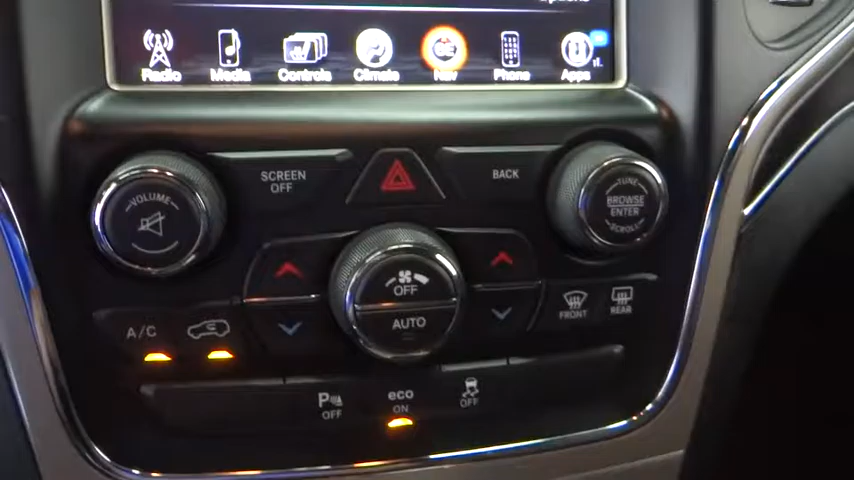 Radio Media Controls Climate Nav Phone Apps
SCREEN
OFF
BACK
VOLUME
TUNE
BROWSE
ENTER
SCROLL
OFF
AUTO
A/C
FRONT
REAR
P OFF
eco
ON
OFF